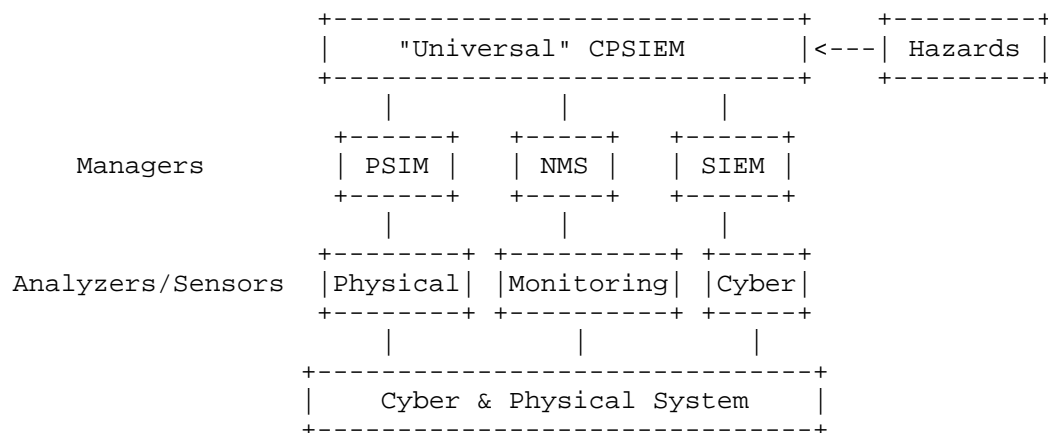 "Universal" CPSIEM <--- Hazards
Managers PSIM NMS SIEM
Analyzers/Sensors Physical Monitoring Cyber
Cyber & Physical System